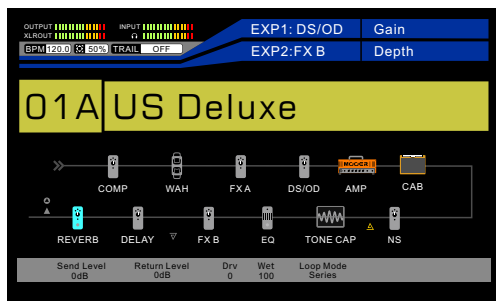 OUTPUT INPUT EXP1: DS/OD Gain
XLROUT
BPM 120.0 50% TRAIL OFF EXP2:FX B Depth
01A US Deluxe
MOOER
COMP WAH FX A DS/OD AMP CAB
REVERB DELAY FX B EQ TONE CAP NS
Send Level Return Level Drv Wet Loop Mode
0dB 0dB 0 100 Series